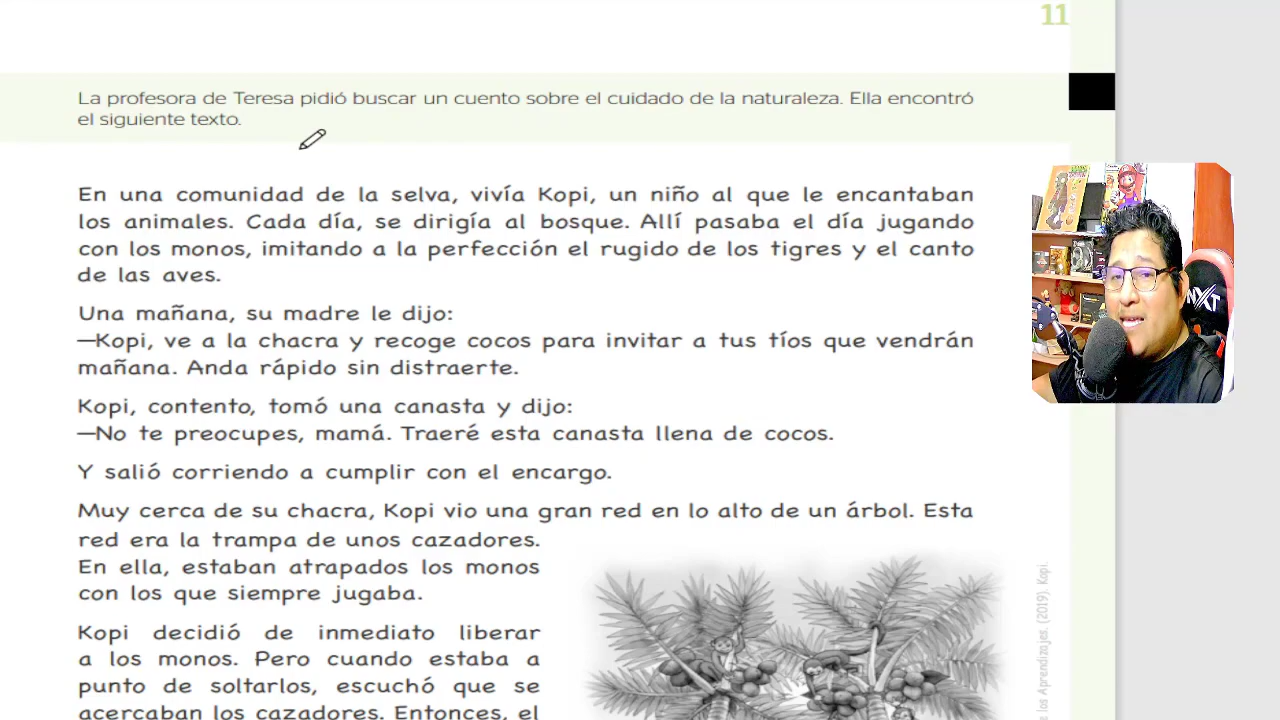 11
La profesora de Teresa pidió buscar un cuento sobre el cuidado de la naturaleza. Ella encontró
el siguiente texto.
En una comunidad de la selva, vivía Kopi, un niño al que le encantaban
los animales. Cada día, se dirigía al bosque. Allí pasaba el día jugando
con los monos, imitando a la perfección el rugido de los tigres y el canto
de las aves.
Una mañana, su madre le dijo:
—Kopi, ve a la chacra y recoge cocos para invitar a tus tíos que vendrán
mañana. Anda rápido sin distraerte.
Kopi, contento, tomó una canasta y dijo:
—No te preocupes, mamá. Traeré esta canasta llena de cocos.
Y salió corriendo a cumplir con el encargo.
Muy cerca de su chacra, Kopi vio una gran red en lo alto de un árbol. Esta
red era la trampa de unos cazadores.
En ella, estaban atrapados los monos
con los que siempre jugaba.
Kopi decidió de inmediato liberar
a los monos. Pero cuando estaba a
punto de soltarlos, escuchó que se
acercaban los cazadores. Entonces, el
e los Aprendizajes. (2019). Kopi.
NXT